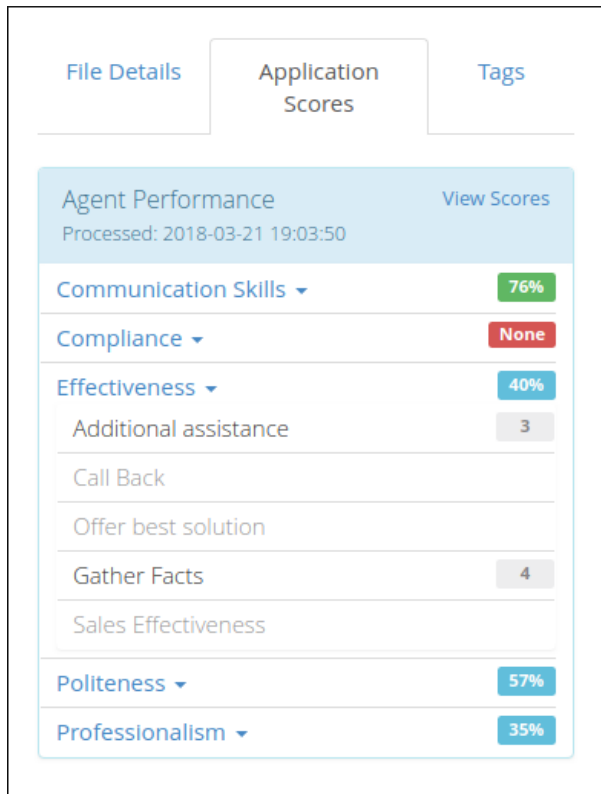 File Details
Application
Scores
Tags
Agent Performance
View Scores
Processed: 2018-03-21 19:03:50
Communication Skills
76%
Compliance
None
Effectiveness
40%
Additional assistance
3
Call Back
Offer best solution
Gather Facts
4
Sales Effectiveness
Politeness
57%
Professionalism
35%